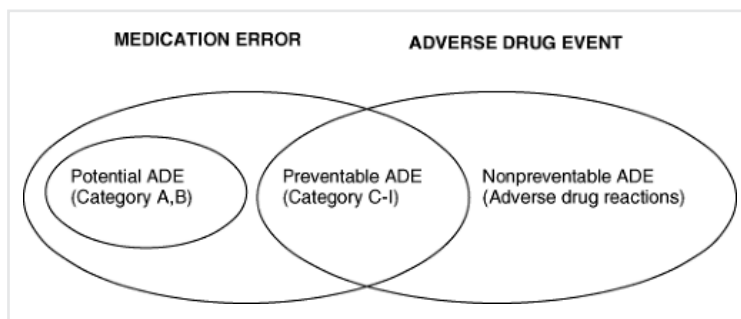 MEDICATION ERROR
ADVERSE DRUG EVENT
Potential ADE
(Category A,B)
Preventable ADE
(Category C-I)
Nonpreventable ADE
(Adverse drug reactions)